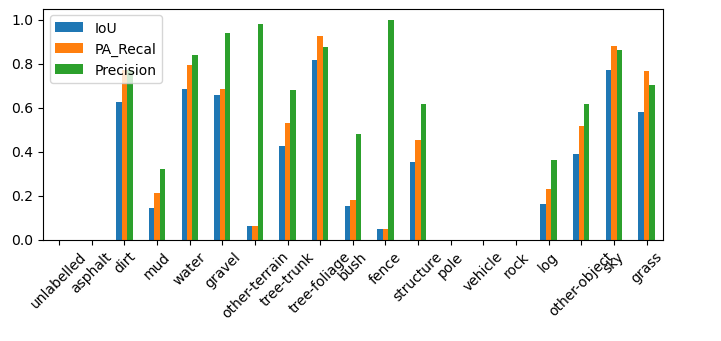 1.0
0.8
0.6
0.4
0.2
0.0
IoU
PA_Recal
Precision
unlabelled
asphalt
dirt
mud
water
gravel
other-terrain
tree-trunk
tree-foliage
bush
fence
structure
pole
vehicle
rock
log
other-object
sky
grass